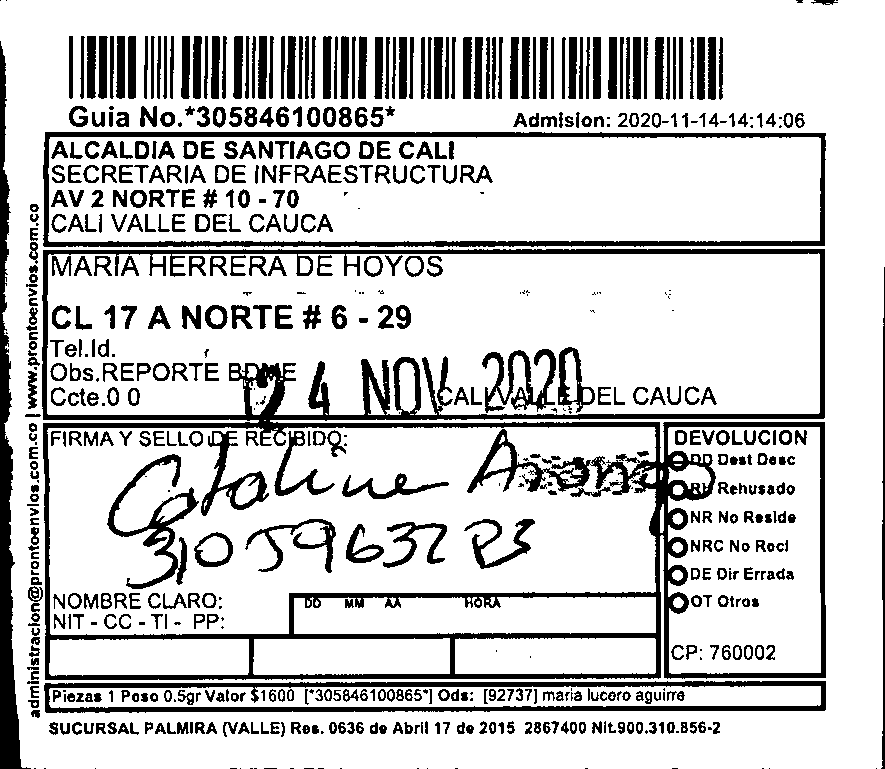 Guia No.*305846100865*
Admision: 2020-11-14-14:14:06
ALCALDIA DE SANTIAGO DE CALI
SECRETARIA DE INFRAESTRUCTURA
AV 2 NORTE # 10 - 70
CALI VALLE DEL CAUCA
MARIA HERRERA DE HOYOS
CL 17 A NORTE # 6 - 29
Tel.Id.
Obs.REPORTE BDME
Ccte.0 0
24 NOV 2020
CALI VALLE DEL CAUCA
FIRMA Y SELLO DE RECIBIDO:
Cataline Arango
310 5963283
NOMBRE CLARO:
NIT - CC - TI - PP:
DD MM AA HORA
DEVOLUCION
DD Dest Desc
RH Rehusado
NR No Reside
NRC No Recl
DE Dir Errada
OT Otros
CP: 760002
Piezas 1 Peso 0.5gr Valor $1600 [*305846100865*] Ods: [92737] maria lucero aguirre
SUCURSAL PALMIRA (VALLE) Res. 0636 de Abril 17 de 2015 2867400 Nit.900.310.856-2
administracion@prontoenvios.com.co | www.prontoenvios.com.co